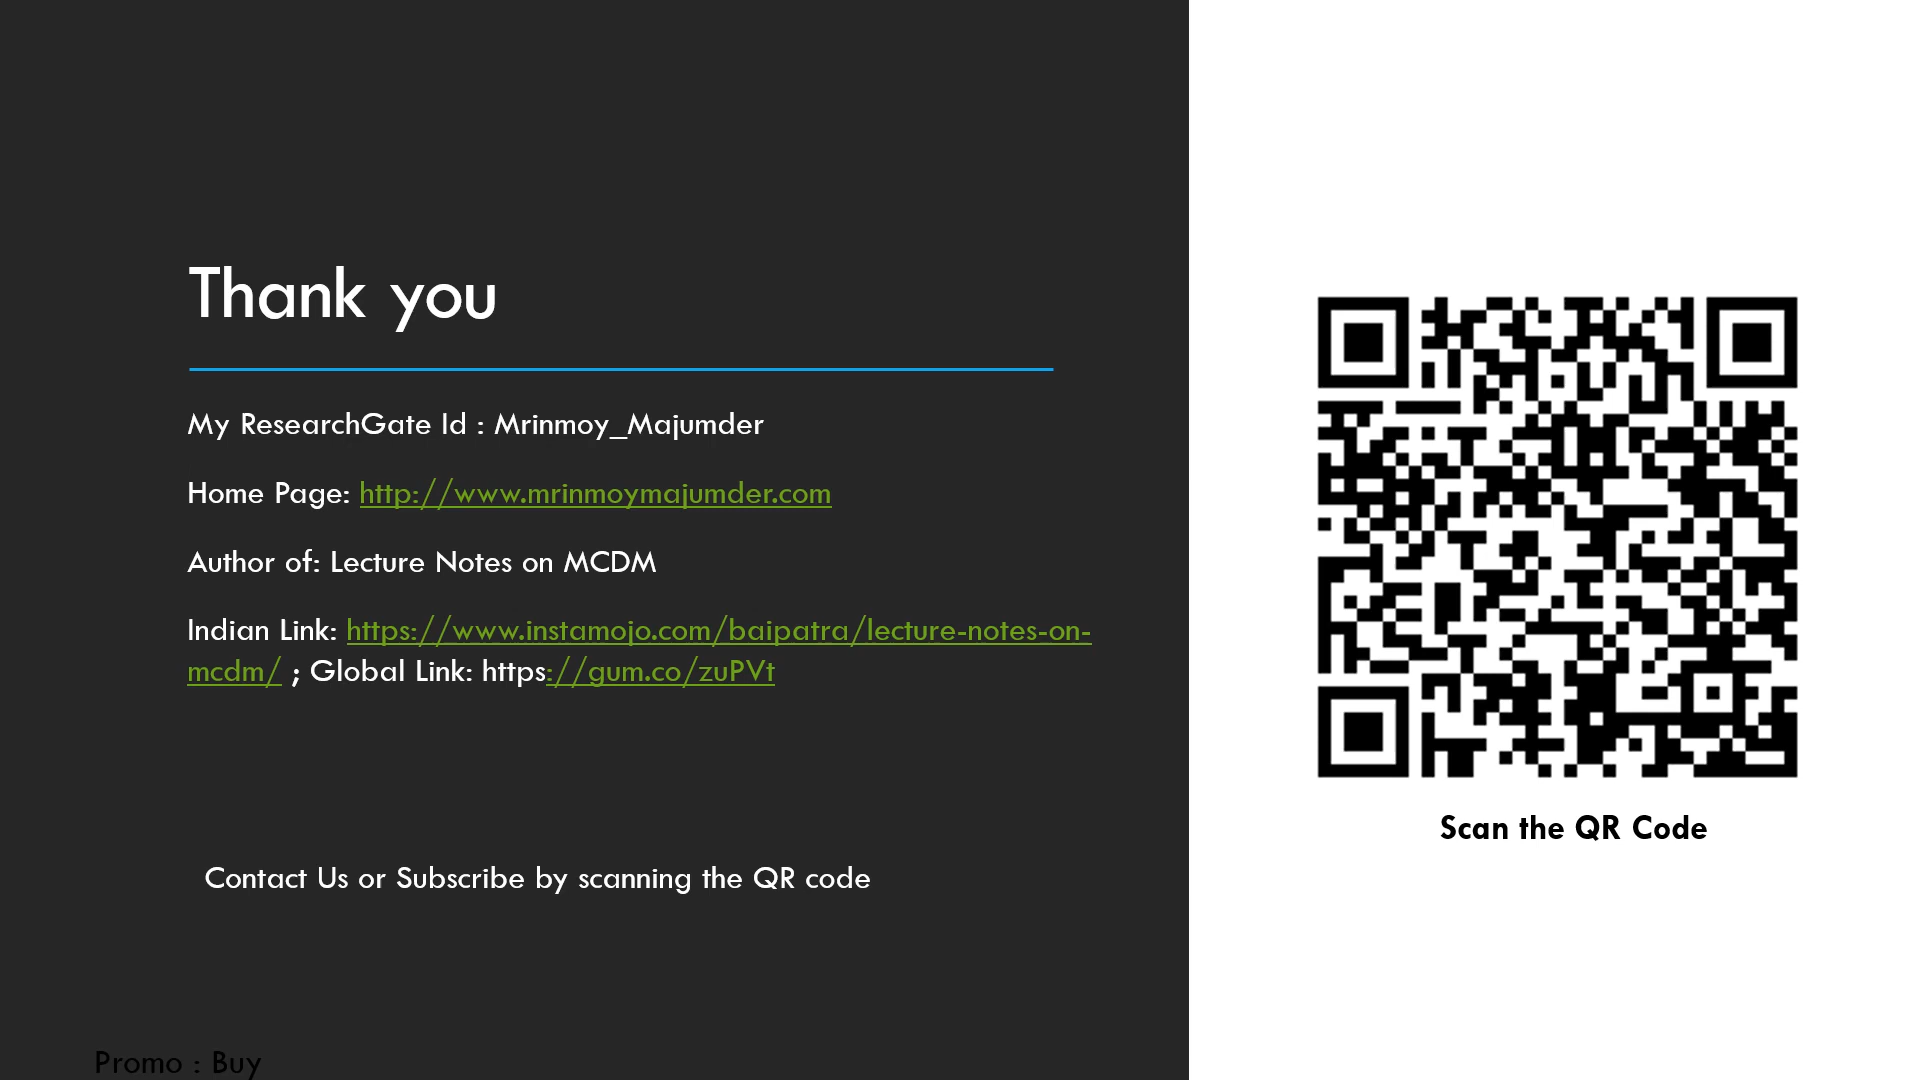 Thank you
My ResearchGate Id : Mrinmoy_Majumder
Home Page: http://www.mrinmoymajumder.com
Author of: Lecture Notes on MCDM
Indian Link: https://www.instamojo.com/baipatra/lecture-notes-on-
mcdm/ ; Global Link: https://gum.co/zuPVt
Contact Us or Subscribe by scanning the QR code
Scan the QR Code
Promo : Buy